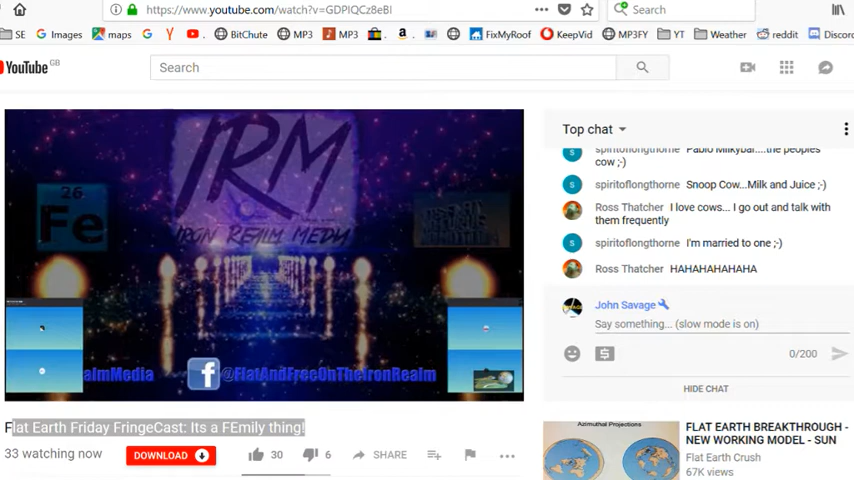 https://www.youtube.com/watch?v=GDPIQCz8eBI
Search
SE Images maps YT BitChute MP3 MP3 FixMyRoof KeepVid MP3FY YT Weather reddit Discord
YouTube GB
Search
IRM
IRON REALM MEDIA
26
Fe
ealmMedia f @FlatAndFreeOnTheIronRealm
Flat Earth Friday FringeCast: Its a FEmily thing!
33 watching now DOWNLOAD 30 6 SHARE
Top chat
spiritoflongthorne Pablo Milkybar....the peoples
cow ;-)
spiritoflongthorne Snoop Cow...Milk and Juice ;-)
Ross Thatcher I love cows... I go out and talk with
them frequently
spiritoflongthorne I'm married to one ;-)
Ross Thatcher HAHAHAHAHAHA
John Savage
Say something... (slow mode is on)
0/200
HIDE CHAT
Azimuthal Projections
FLAT EARTH BREAKTHROUGH -
NEW WORKING MODEL - SUN
Flat Earth Crush
67K views